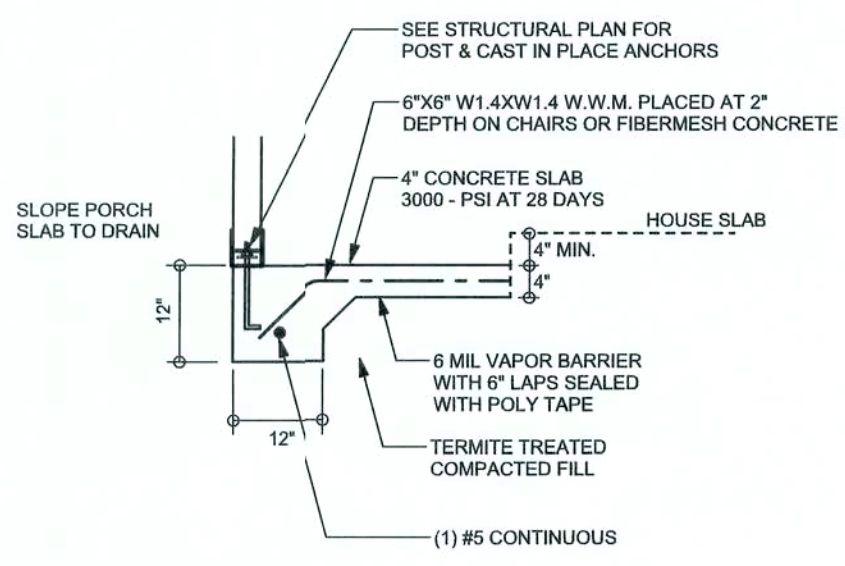 SEE STRUCTURAL PLAN FOR
POST & CAST IN PLACE ANCHORS
6"X6" W1.4XW1.4 W.W.M. PLACED AT 2"
DEPTH ON CHAIRS OR FIBERMESH CONCRETE
4" CONCRETE SLAB
3000 - PSI AT 28 DAYS
SLOPE PORCH
SLAB TO DRAIN
HOUSE SLAB
4" MIN.
4"
12"
6 MIL VAPOR BARRIER
WITH 6" LAPS SEALED
WITH POLY TAPE
12"
TERMITE TREATED
COMPACTED FILL
(1) #5 CONTINUOUS